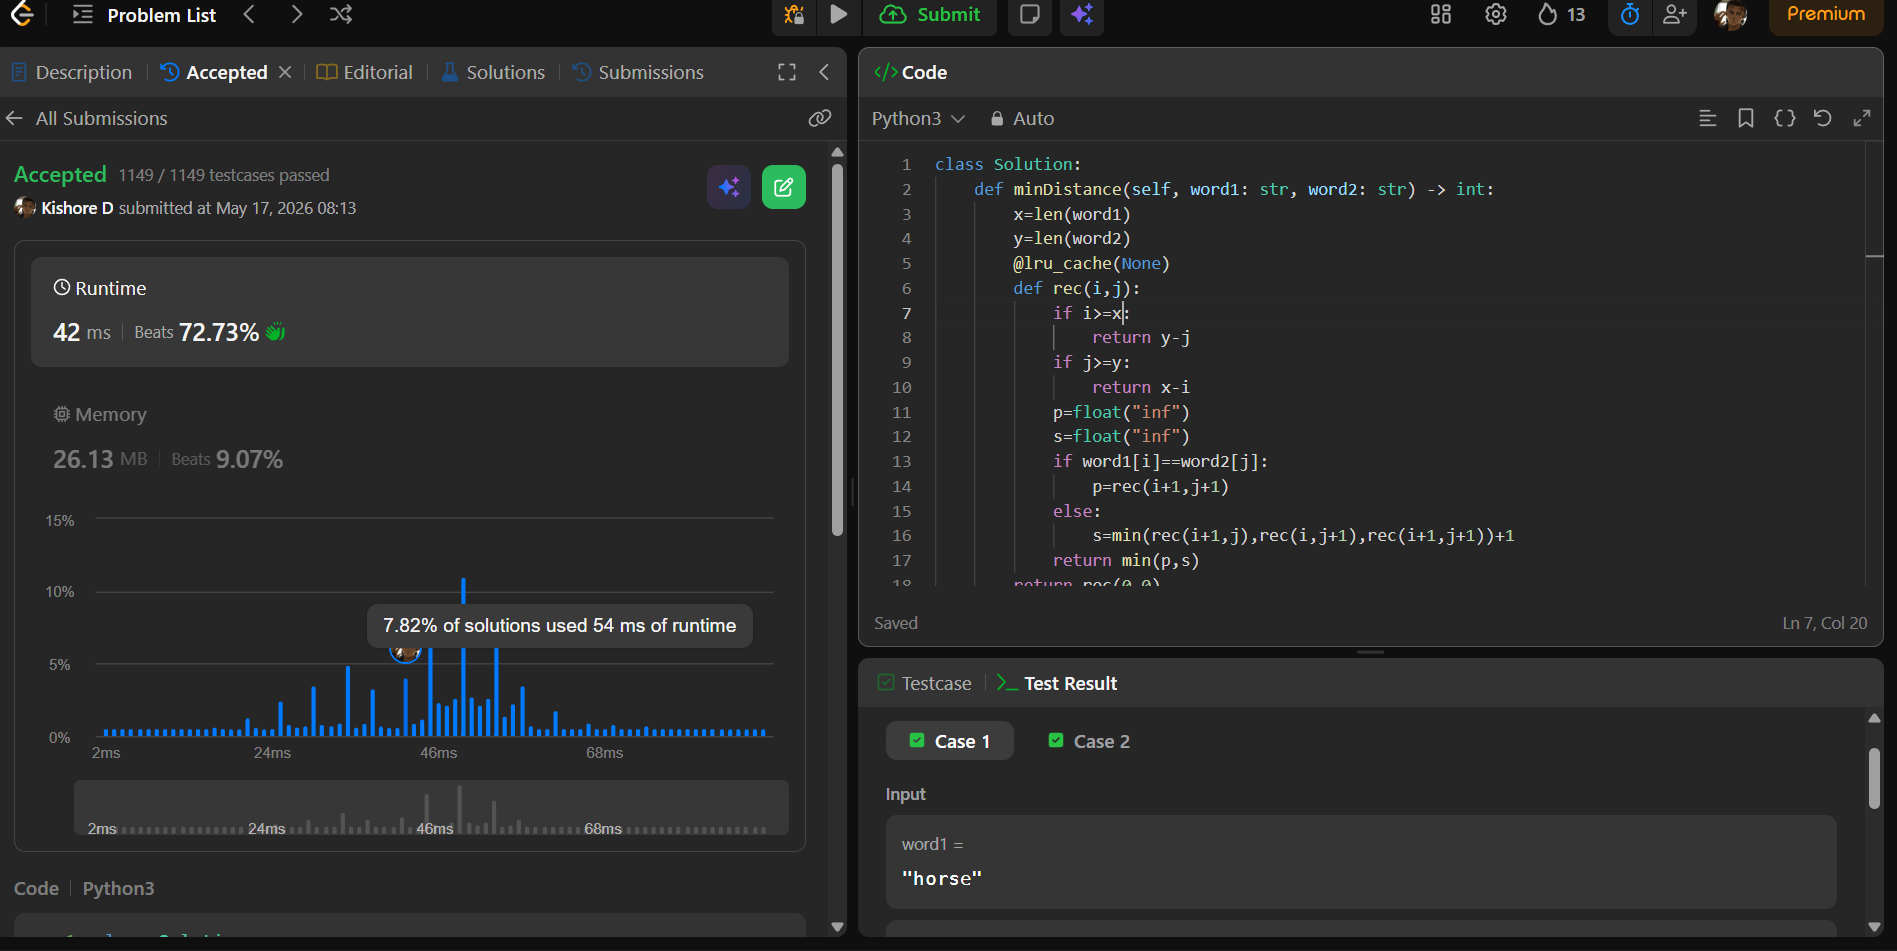 Problem List
Submit
13
Premium
Description
Accepted
Editorial
Solutions
Submissions
All Submissions
Accepted 1149 / 1149 testcases passed
Kishore D submitted at May 17, 2026 08:13
Runtime
42 ms Beats 72.73%
Memory
26.13 MB Beats 9.07%
15%
10%
7.82% of solutions used 54 ms of runtime
5%
0%
2ms 24ms 46ms 68ms
2ms 24ms 46ms 68ms
Code Python3
</> Code
Python3 Auto
1 class Solution:
2 def minDistance(self, word1: str, word2: str) -> int:
3 x=len(word1)
4 y=len(word2)
5 @lru_cache(None)
6 def rec(i,j):
7 if i>=x:
8 return y-j
9 if j>=y:
10 return x-i
11 p=float("inf")
12 s=float("inf")
13 if word1[i]==word2[j]:
14 p=rec(i+1,j+1)
15 else:
16 s=min(rec(i+1,j),rec(i,j+1),rec(i+1,j+1))+1
17 return min(p,s)
18 return rec(0,0)
Saved
Ln 7, Col 20
Testcase
Test Result
Case 1
Case 2
Input
word1 =
"horse"